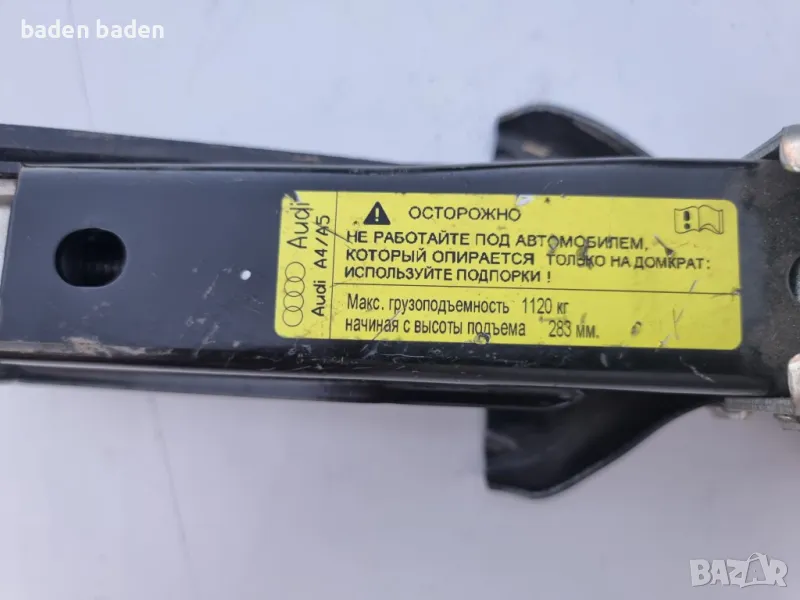 baden baden
Audi
Audi A4/A5
ОСТОРОЖНО
НЕ РАБОТАЙТЕ ПОД АВТОМОБИЛЕМ,
КОТОРЫЙ ОПИРАЕТСЯ ТОЛЬКО НА ДОМКРАТ:
ИСПОЛЬЗУЙТЕ ПОДПОРКИ !
Макс. грузоподъемность 1120 кг
начиная с высоты подъема 283 мм.
BAZAR